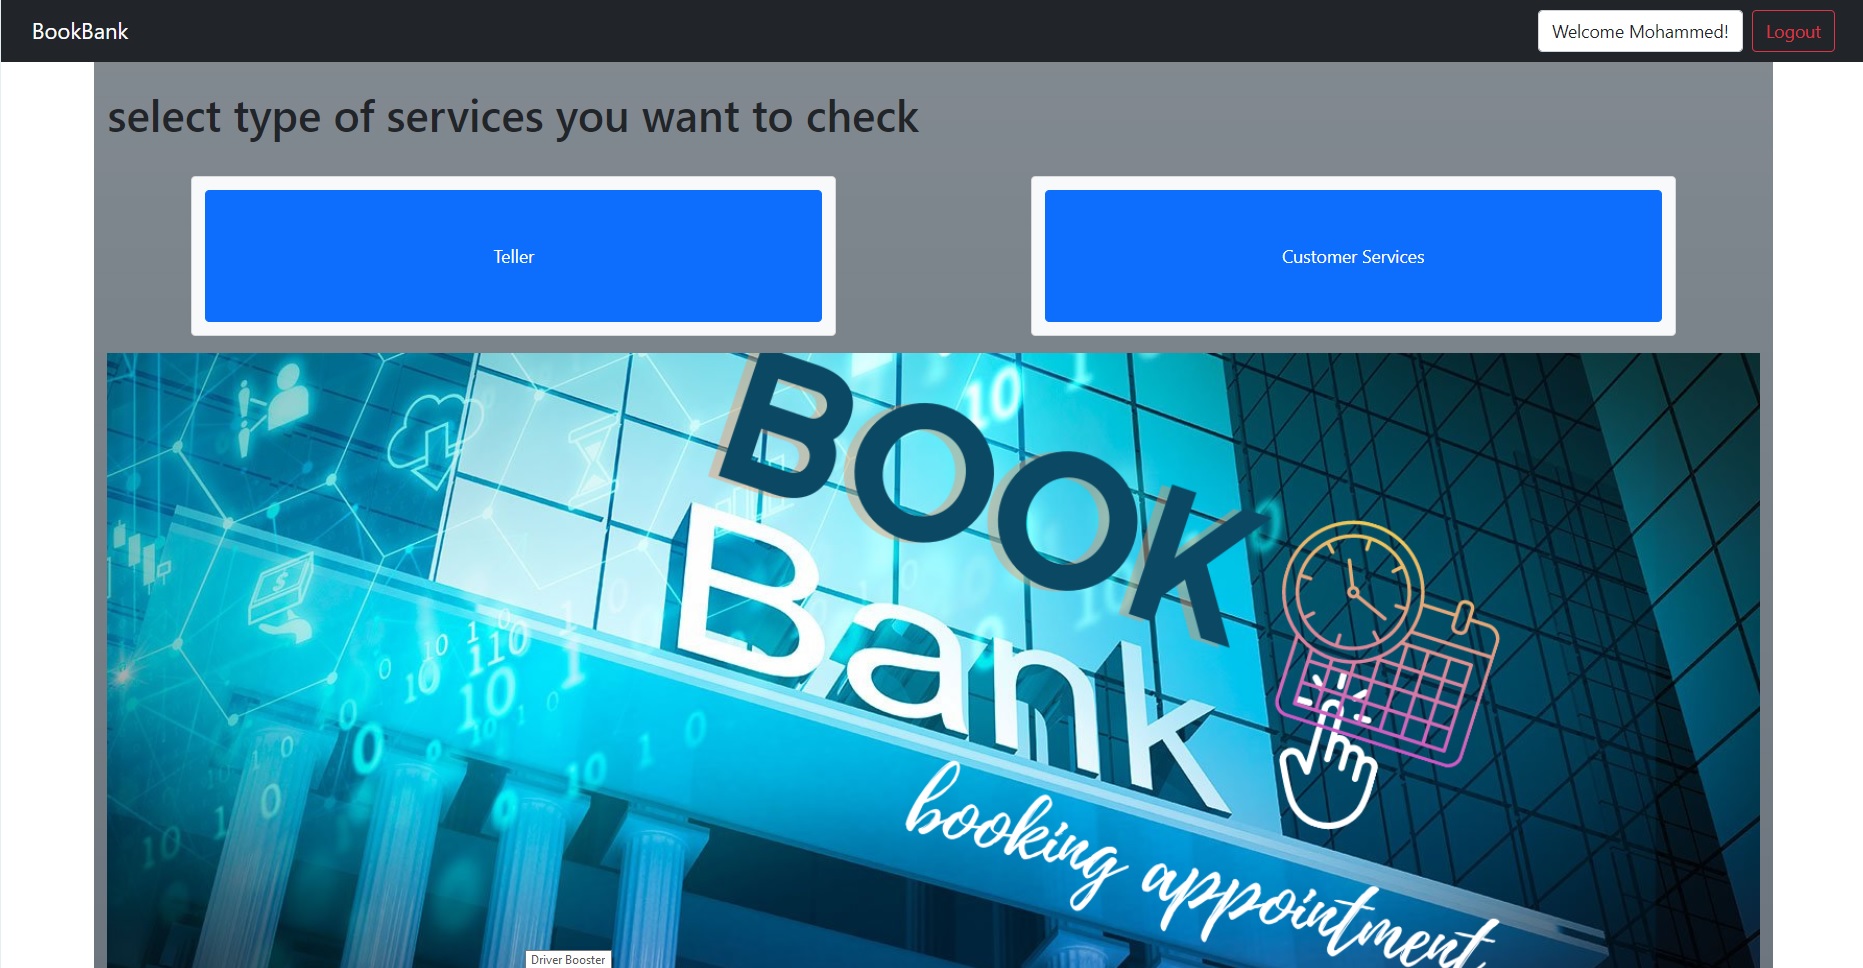 BookBank
Welcome Mohammed!
Logout
select type of services you want to check
Teller
Customer Services
BOOK
Bank
booking appointment
Driver Booster